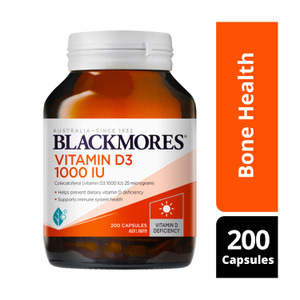 AUSTRALIA - SINCE 1932
BLACKMORES®
VITAMIN D3
1000 IU
Colecalciferol (vitamin D3 1000 IU) 25 micrograms
• Helps prevent dietary vitamin D deficiency
• Supports immune system health
200 CAPSULES
VITAMIN D
DEFICIENCY
Bone Health
200
Capsules